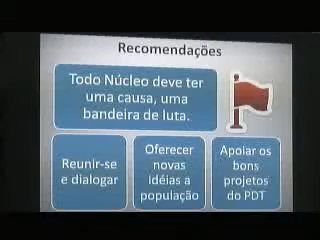 Recomendações
Todo Núcleo deve ter
uma causa, uma
bandeira de luta.
Reunir-se
e dialogar
Oferecer
novas
idéias a
população
Apoiar os
bons
projetos
do PDT